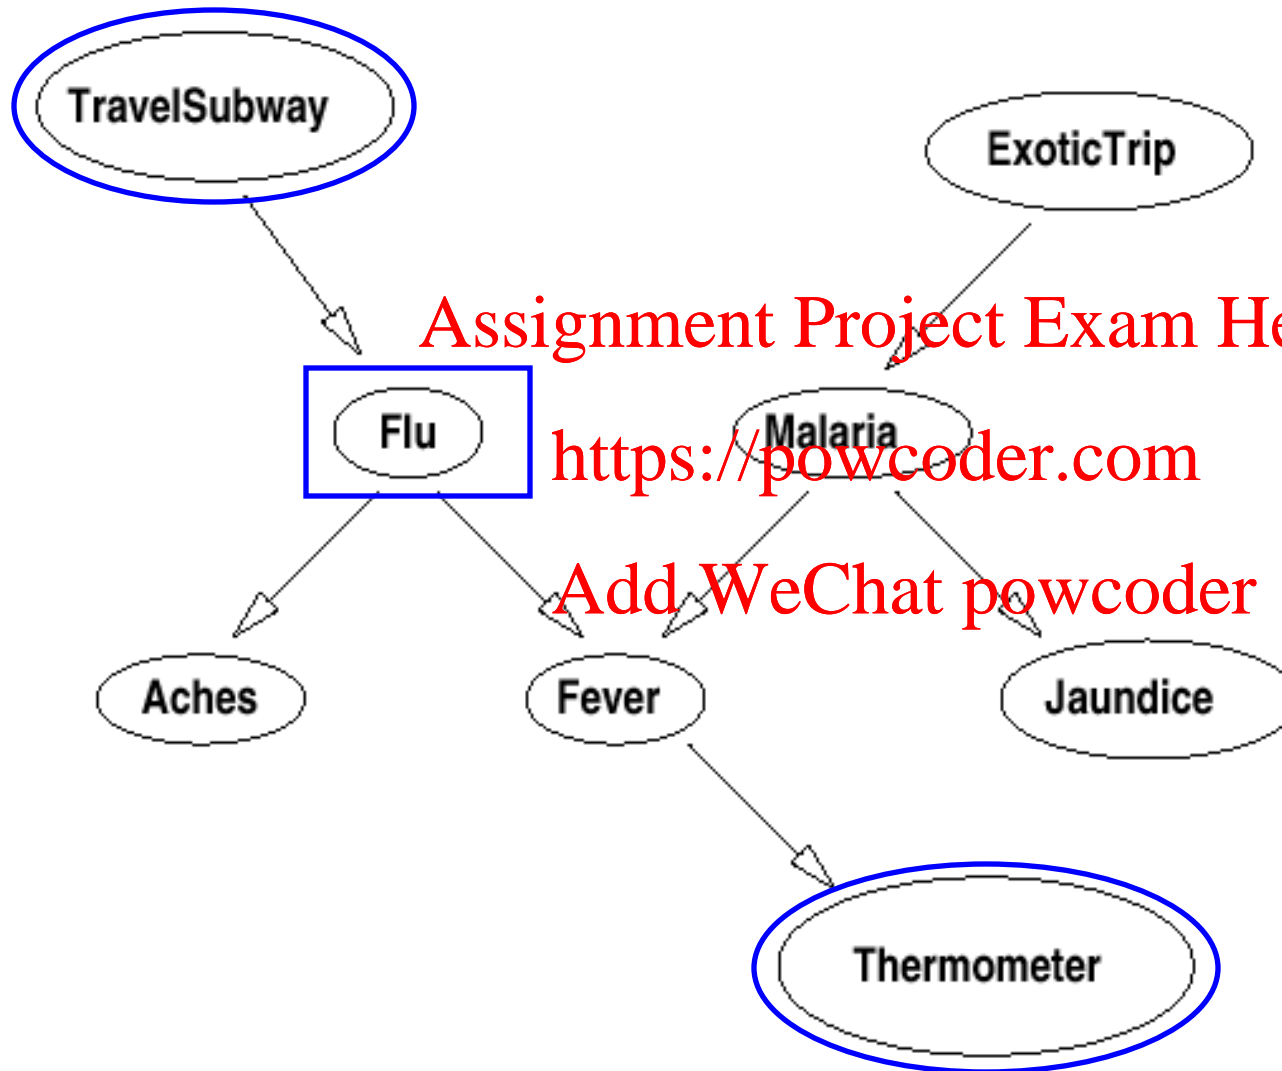 TravelSubway
ExoticTrip
Assignment Project Exam He
Flu
Malaria
https://powcoder.com
Add WeChat powcoder
Aches
Fever
Jaundice
Thermometer